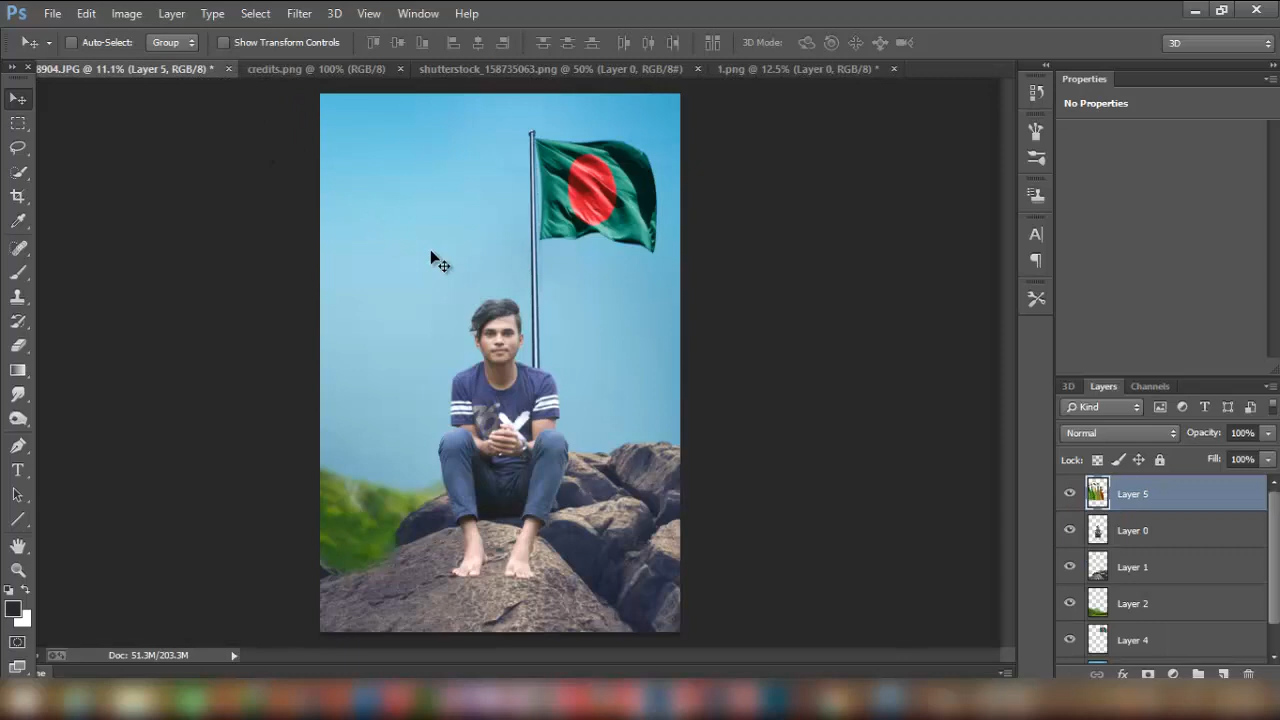 Ps File Edit Image Layer Type Select Filter 3D View Window Help
Auto-Select: Group Show Transform Controls 3D Mode: 3D
8904.JPG @ 11.1% (Layer 5, RGB/8) * credits.png @ 100% (RGB/8) shutterstock_158735063.png @ 50% (Layer 0, RGB/8#) 1.png @ 12.5% (Layer 0, RGB/8) *
Properties
No Properties
3D Layers Channels
Kind
Normal Opacity: 100%
Lock: Fill: 100%
Layer 5
Layer 0
Layer 1
Layer 2
Layer 4
Doc: 51.3M/203.3M